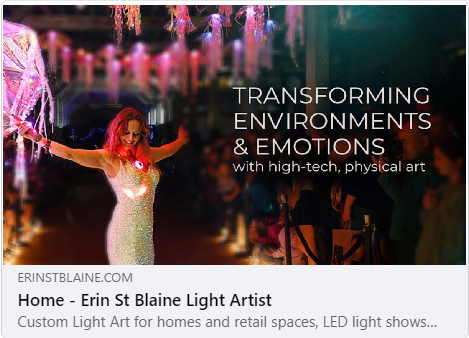 TRANSFORMING
ENVIRONMENTS
& EMOTIONS
with high-tech, physical art
ERINSTBLAINE.COM
Home - Erin St Blaine Light Artist
Custom Light Art for homes and retail spaces, LED light shows...